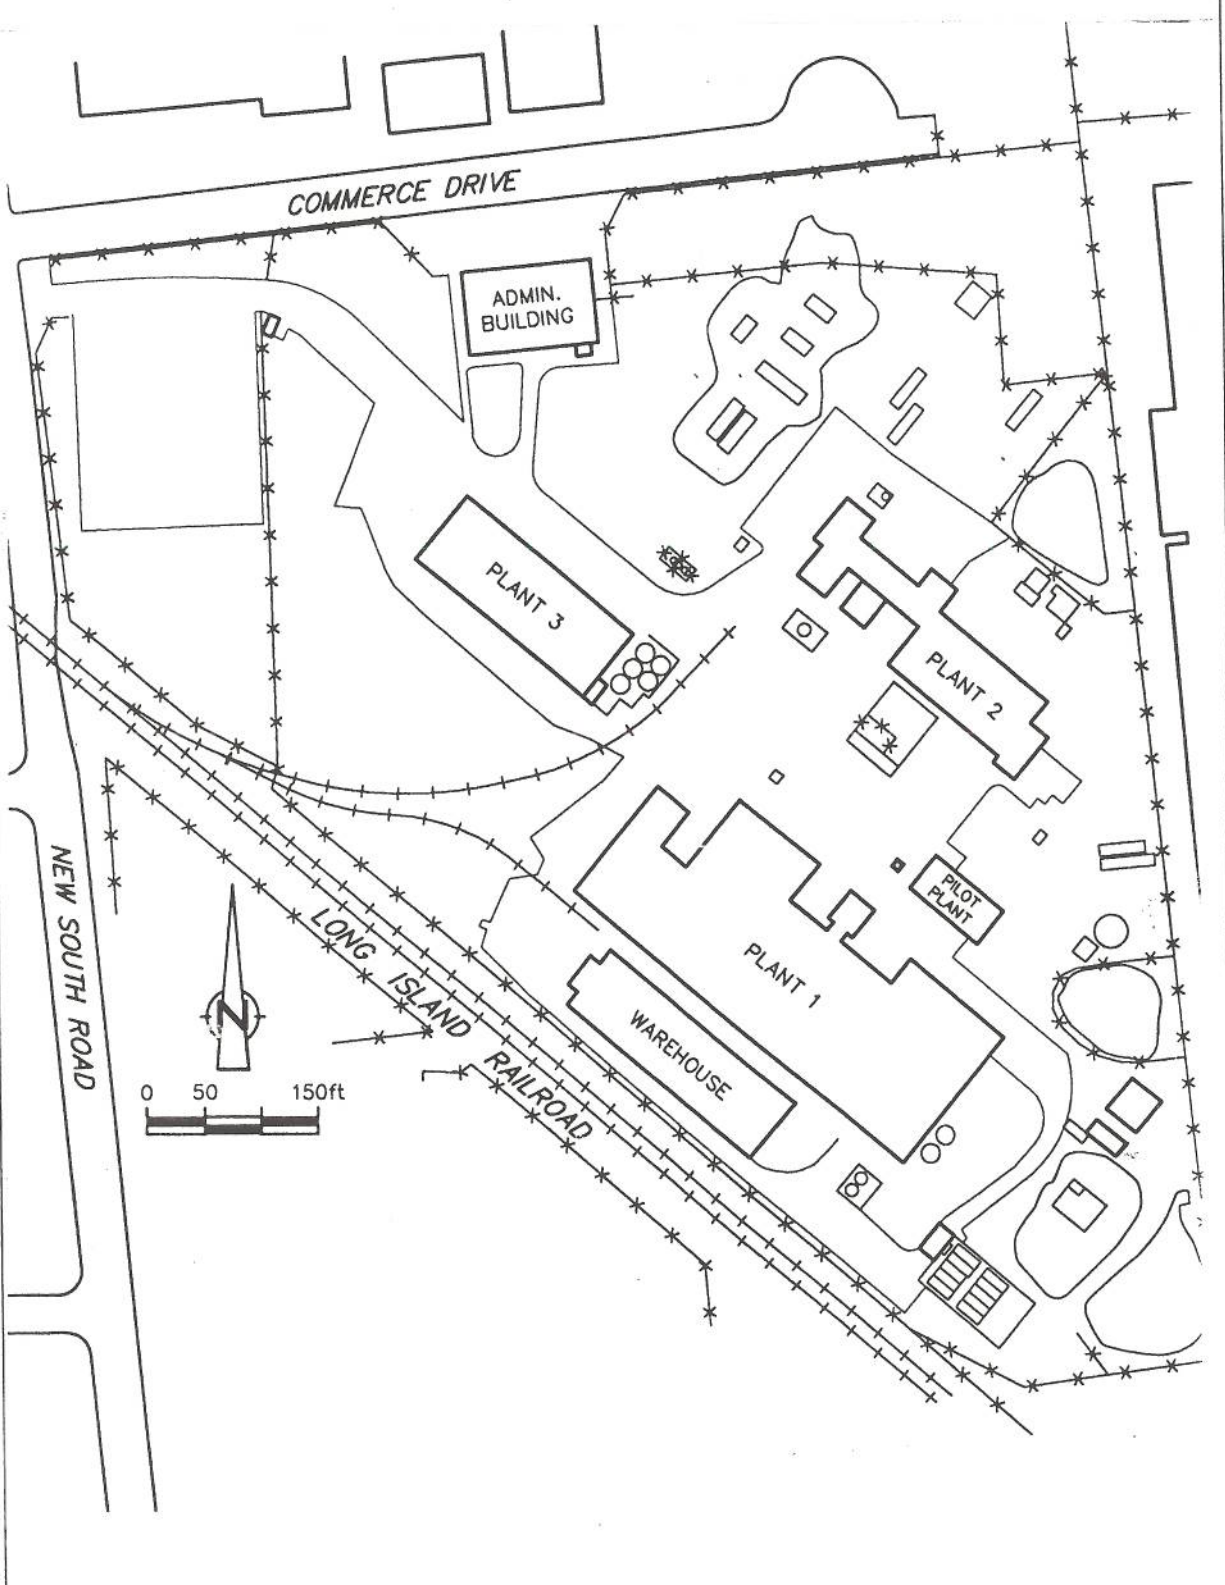 COMMERCE DRIVE
ADMIN.
BUILDING
PLANT 3
PLANT 2
PILOT
PLANT
PLANT 1
WAREHOUSE
NEW SOUTH ROAD
LONG ISLAND RAILROAD
N
0 50 150ft